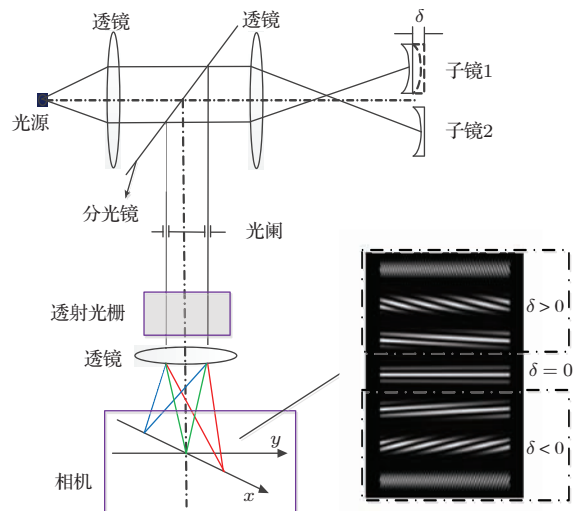 透镜
透镜
δ
子镜1
光源
子镜2
分光镜
光阑
透射光栅
δ > 0
透镜
δ = 0
y
δ < 0
相机
x